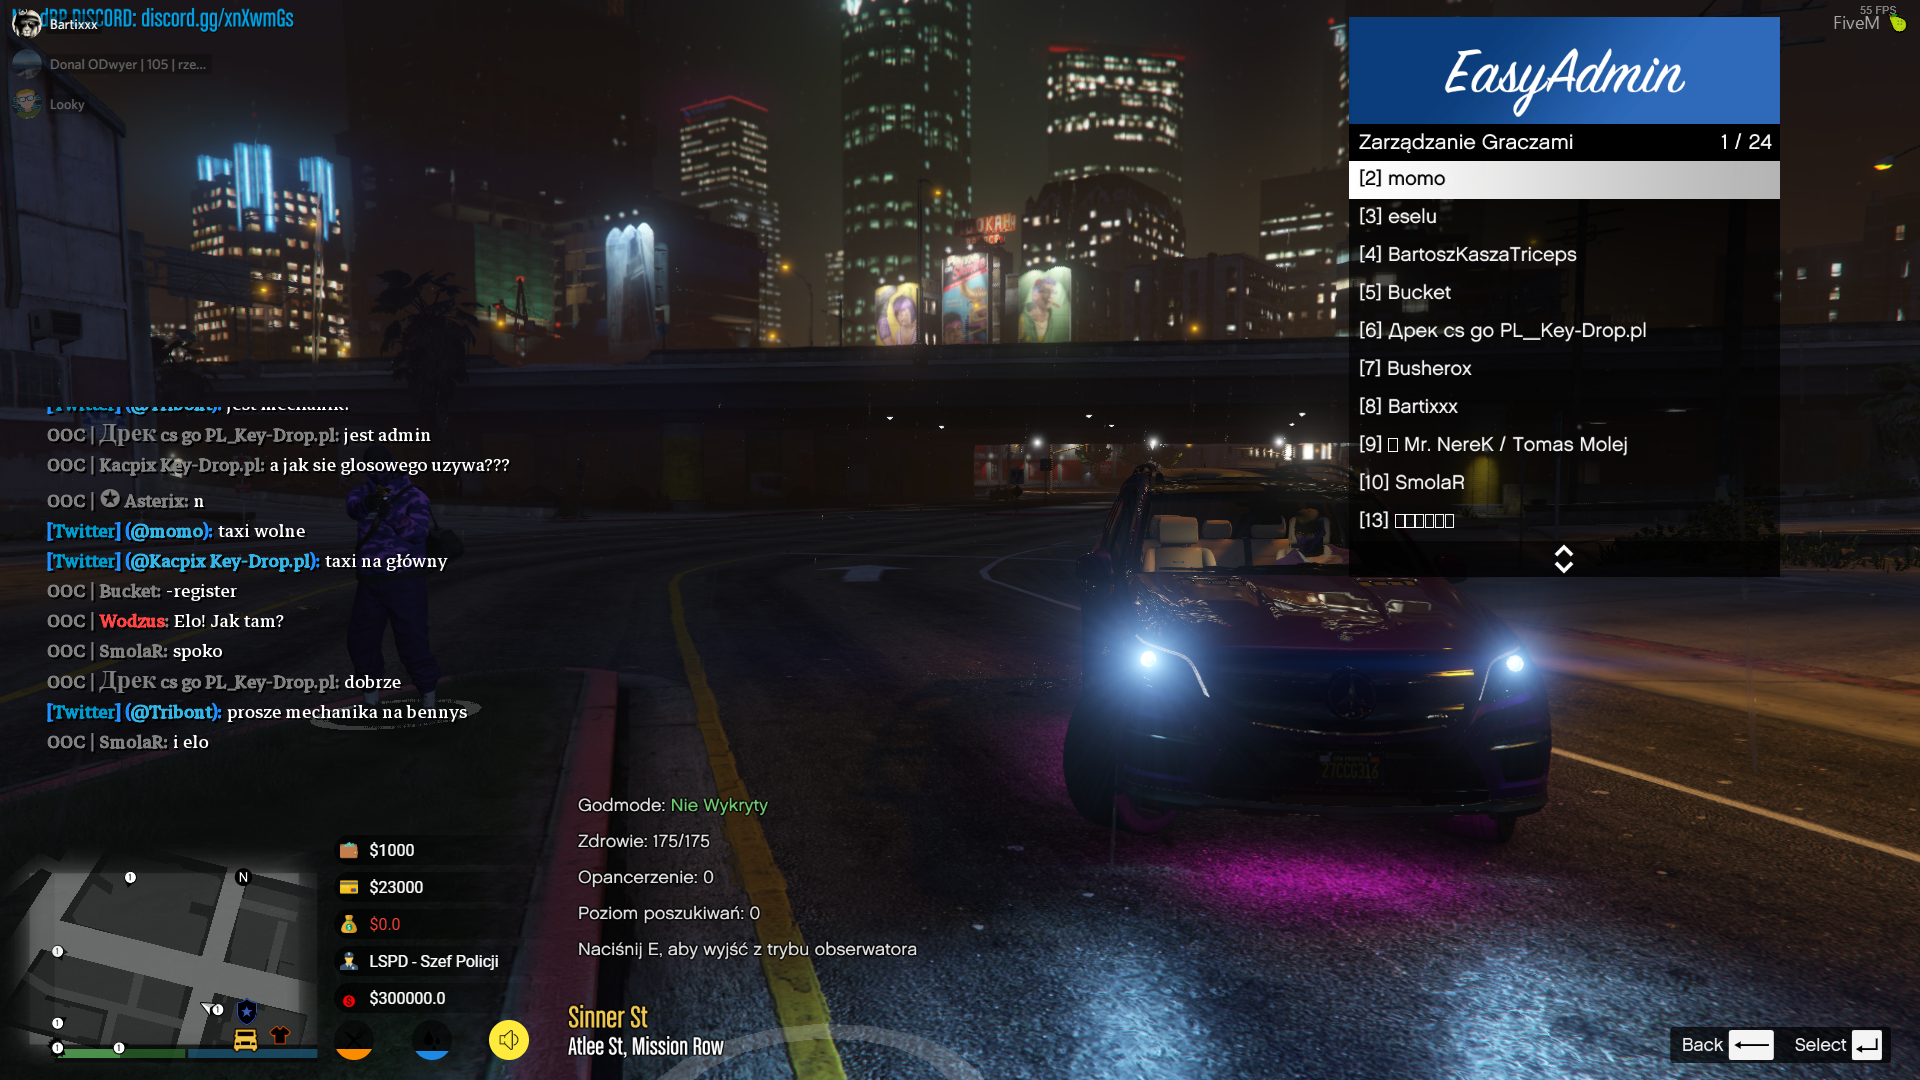 DISCORD: discord.gg/xnXwmGs
Bartixxx
Donal ODwyer | 105 | rze...
Looky
55 FPS
FiveM
EasyAdmin
Zarządzanie Graczami 1 / 24
[2] momo
[3] eselu
[4] BartoszKaszaTriceps
[5] Bucket
[6] Дрек cs go PL_Key-Drop.pl
[7] Busherox
[8] Bartixxx
[9] □ Mr. NereK / Tomas Molej
[10] SmolaR
[13] □□□□□□
[Twitter] (@Tribont): jest mechanik?
OOC | Дрек cs go PL_Key-Drop.pl: jest admin
OOC | Kacpix Key-Drop.pl: a jak sie glosowego uzywa???
OOC | ✪ Asterix: n
[Twitter] (@momo): taxi wolne
[Twitter] (@Kacpix Key-Drop.pl): taxi na główny
OOC | Bucket: -register
OOC | Wodzus: Elo! Jak tam?
OOC | SmolaR: spoko
OOC | Дрек cs go PL_Key-Drop.pl: dobrze
[Twitter] (@Tribont): prosze mechanika na bennys
OOC | SmolaR: i elo
Godmode: Nie Wykryty
Zdrowie: 175/175
Opancerzenie: 0
Poziom poszukiwań: 0
Naciśnij E, aby wyjść z trybu obserwatora
$1000
$23000
$0.0
LSPD - Szef Policji
$300000.0
N
Sinner St
Atlee St, Mission Row
Back
Select